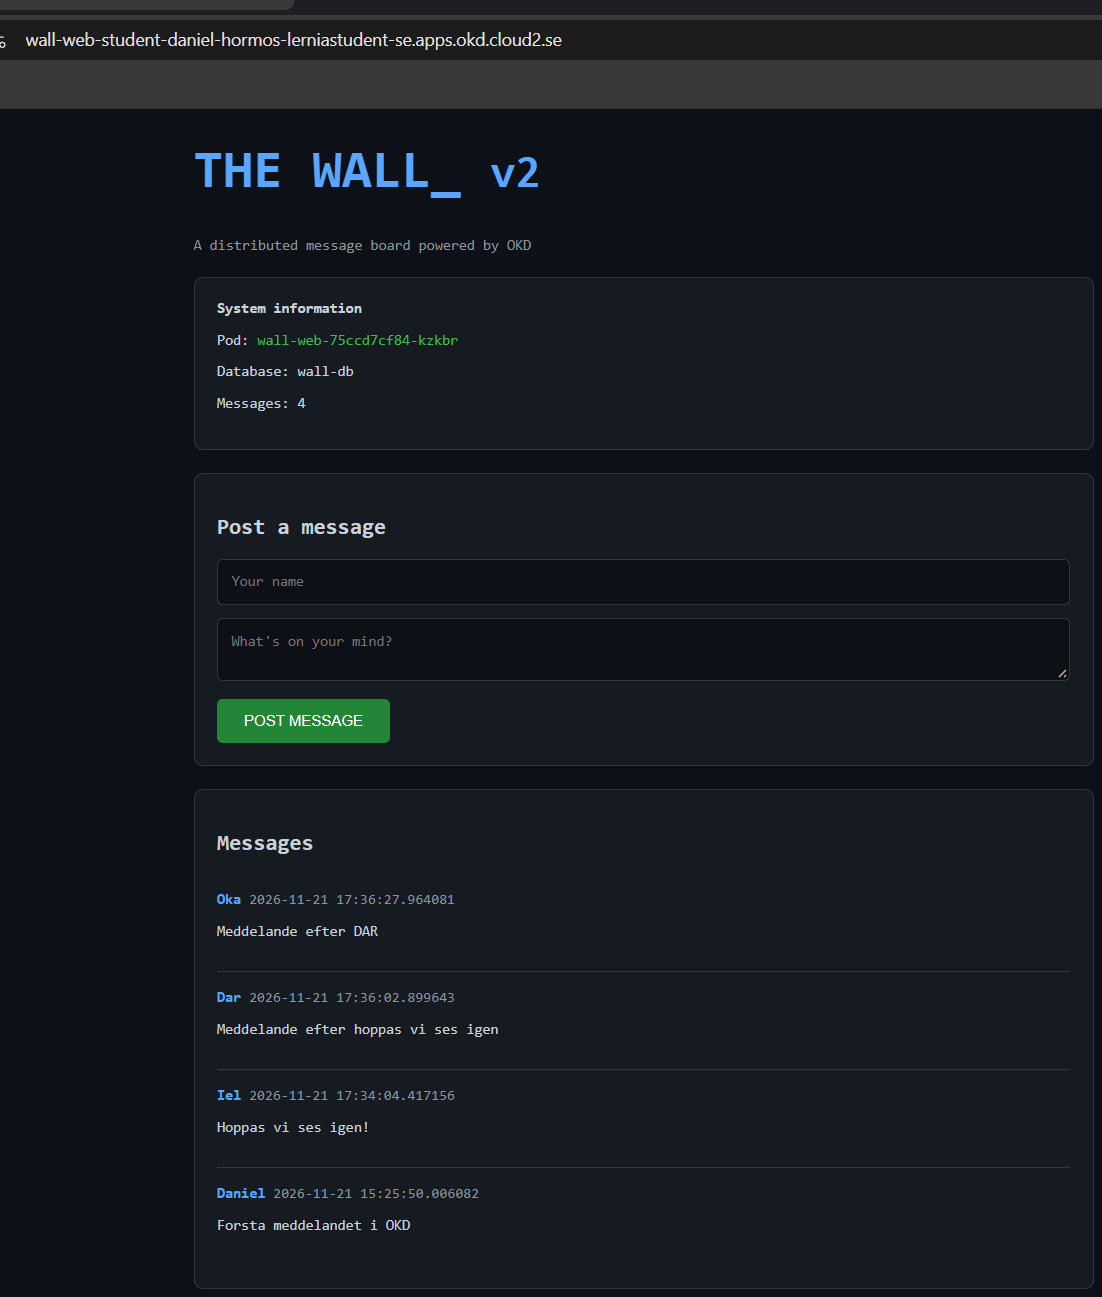 wall-web-student-daniel-hormos-lerniastudent-se.apps.okd.cloud2.se
THE WALL_ v2
A distributed message board powered by OKD
System information
Pod: wall-web-75ccd7cf84-kzkbr
Database: wall-db
Messages: 4
Post a message
Your name
What's on your mind?
POST MESSAGE
Messages
Oka 2026-11-21 17:36:27.964081
Meddelande efter DAR
Dar 2026-11-21 17:36:02.899643
Meddelande efter hoppas vi ses igen
Iel 2026-11-21 17:34:04.417156
Hoppas vi ses igen!
Daniel 2026-11-21 15:25:50.006082
Forsta meddelandet i OKD